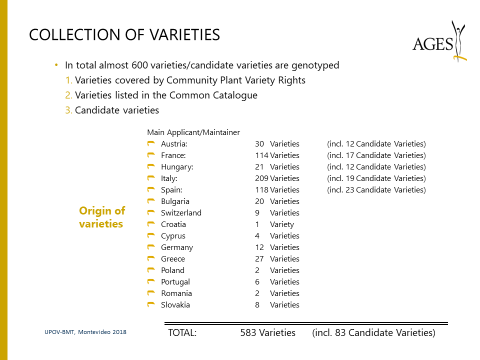 COLLECTION OF VARIETIES
AGES
• In total almost 600 varieties/candidate varieties are genotyped
1. Varieties covered by Community Plant Variety Rights
2. Varieties listed in the Common Catalogue
3. Candidate varieties
Main Applicant/Maintainer
Austria: 30 Varieties (incl. 12 Candidate Varieties)
France: 114 Varieties (incl. 17 Candidate Varieties)
Hungary: 21 Varieties (incl. 12 Candidate Varieties)
Italy: 209 Varieties (incl. 19 Candidate Varieties)
Spain: 118 Varieties (incl. 23 Candidate Varieties)
Bulgaria 20 Varieties
Switzerland 9 Varieties
Croatia 1 Variety
Cyprus 4 Varieties
Germany 12 Varieties
Greece 27 Varieties
Poland 2 Varieties
Portugal 6 Varieties
Romania 2 Varieties
Slovakia 8 Varieties
Origin of
varieties
UPOV-BMT, Montevideo 2018
TOTAL: 583 Varieties (incl. 83 Candidate Varieties)